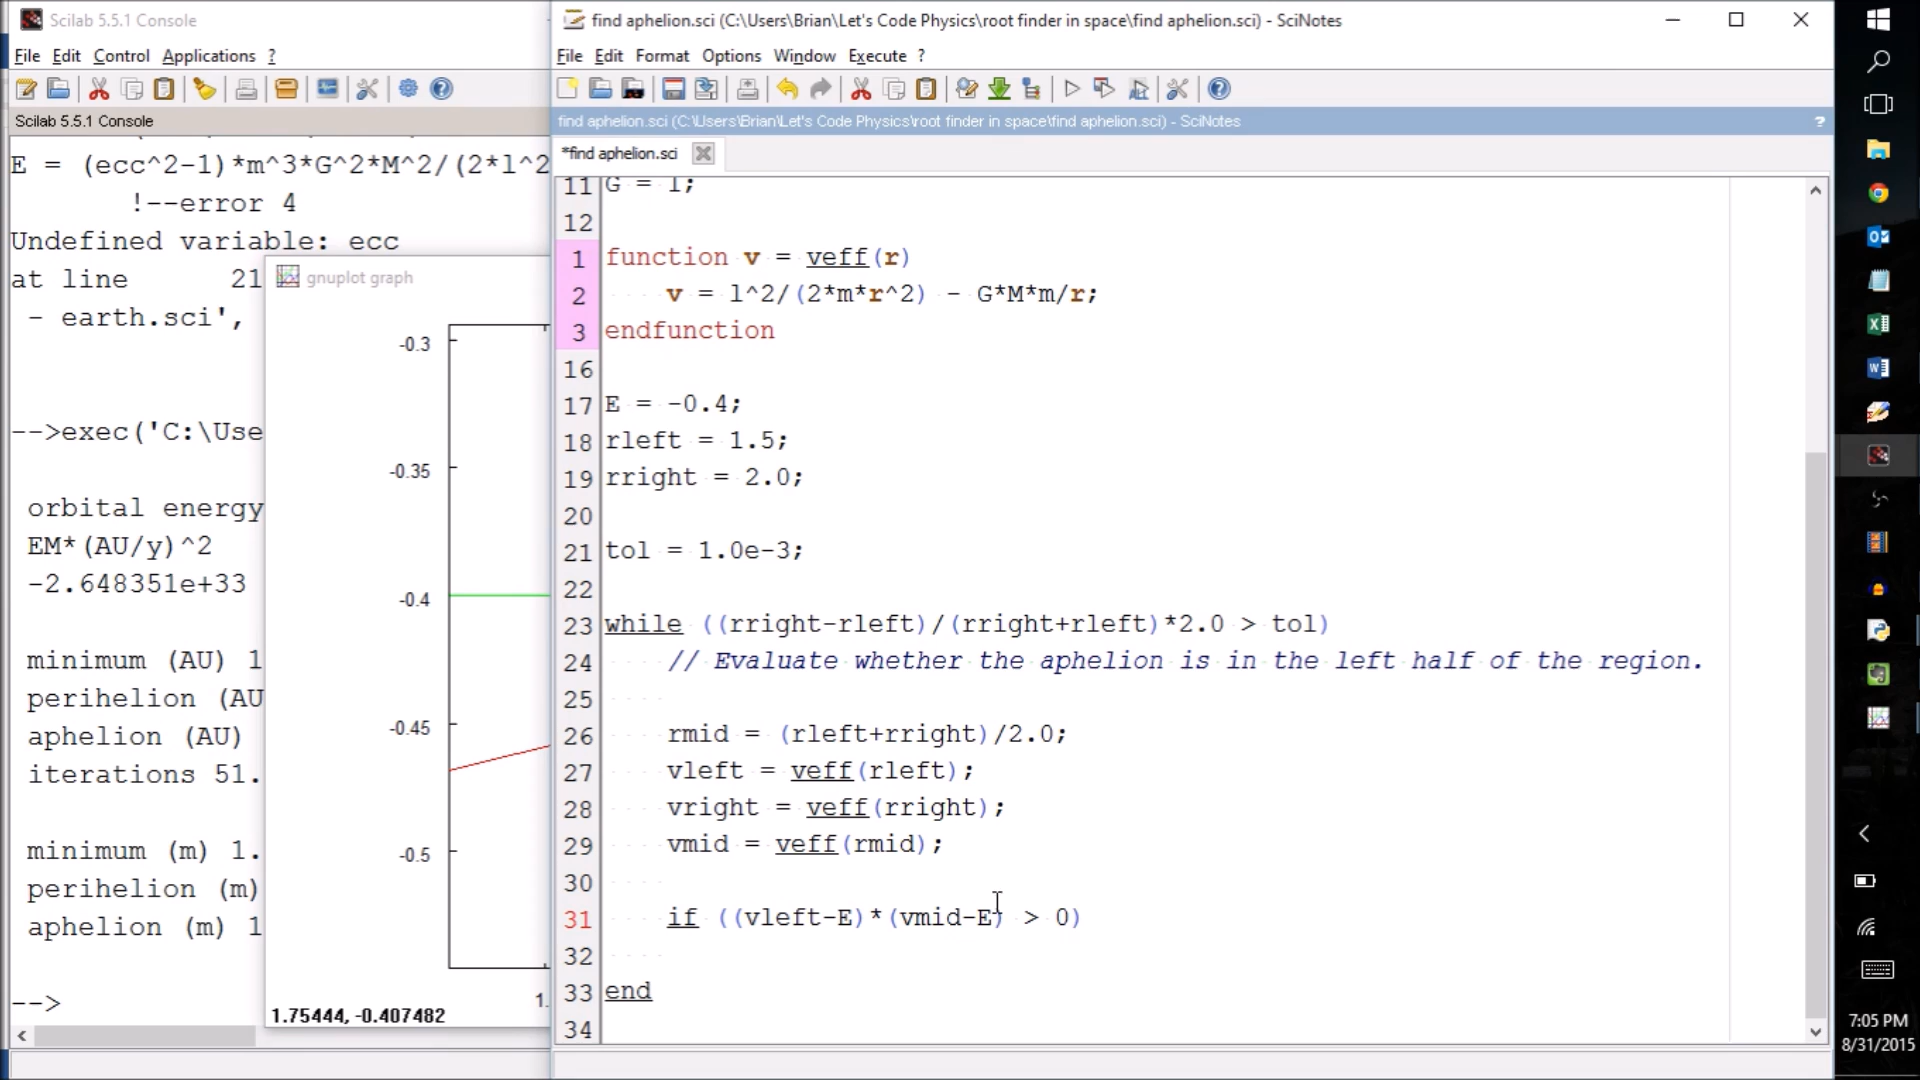 Scilab 5.5.1 Console
File Edit Control Applications ?
Scilab 5.5.1 Console
E = (ecc^2-1)*m^3*G^2*M^2/(2*l^2
!--error 4
Undefined variable: ecc
at line 21
- earth.sci',
-->exec('C:\Use
orbital energy
EM*(AU/y)^2
-2.648351e+33
minimum (AU) 1
perihelion (AU
aphelion (AU)
iterations 51.
minimum (m) 1.
perihelion (m)
aphelion (m) 1
-->
gnuplot graph
-0.3
-0.35
-0.4
-0.45
-0.5
1.
1.75444, -0.407482
find aphelion.sci (C:\Users\Brian\Let's Code Physics\root finder in space\find aphelion.sci) - SciNotes
File Edit Format Options Window Execute ?
find aphelion.sci (C:\Users\Brian\Let's Code Physics\root finder in space\find aphelion.sci) - SciNotes ?
*find aphelion.sci
11 G = 1;
12
1 function v = veff(r)
2 v = l^2/(2*m*r^2) - G*M*m/r;
3 endfunction
16
17 E = -0.4;
18 rleft = 1.5;
19 rright = 2.0;
20
21 tol = 1.0e-3;
22
23 while ((rright-rleft)/(rright+rleft)*2.0 > tol)
24 // Evaluate whether the aphelion is in the left half of the region.
25
26 rmid = (rleft+rright)/2.0;
27 vleft = veff(rleft);
28 vright = veff(rright);
29 vmid = veff(rmid);
30
31 if ((vleft-E)*(vmid-E) > 0)
32
33 end
34
7:05 PM
8/31/2015